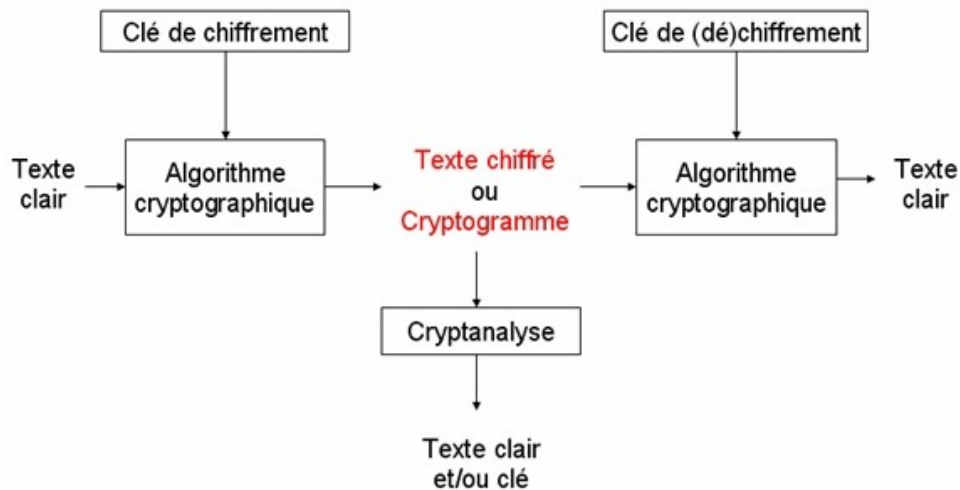 Clé de chiffrement
Clé de (dé)chiffrement
Texte
clair
Algorithme
cryptographique
Texte chiffré
ou
Cryptogramme
Algorithme
cryptographique
Texte
clair
Cryptanalyse
Texte clair
et/ou clé